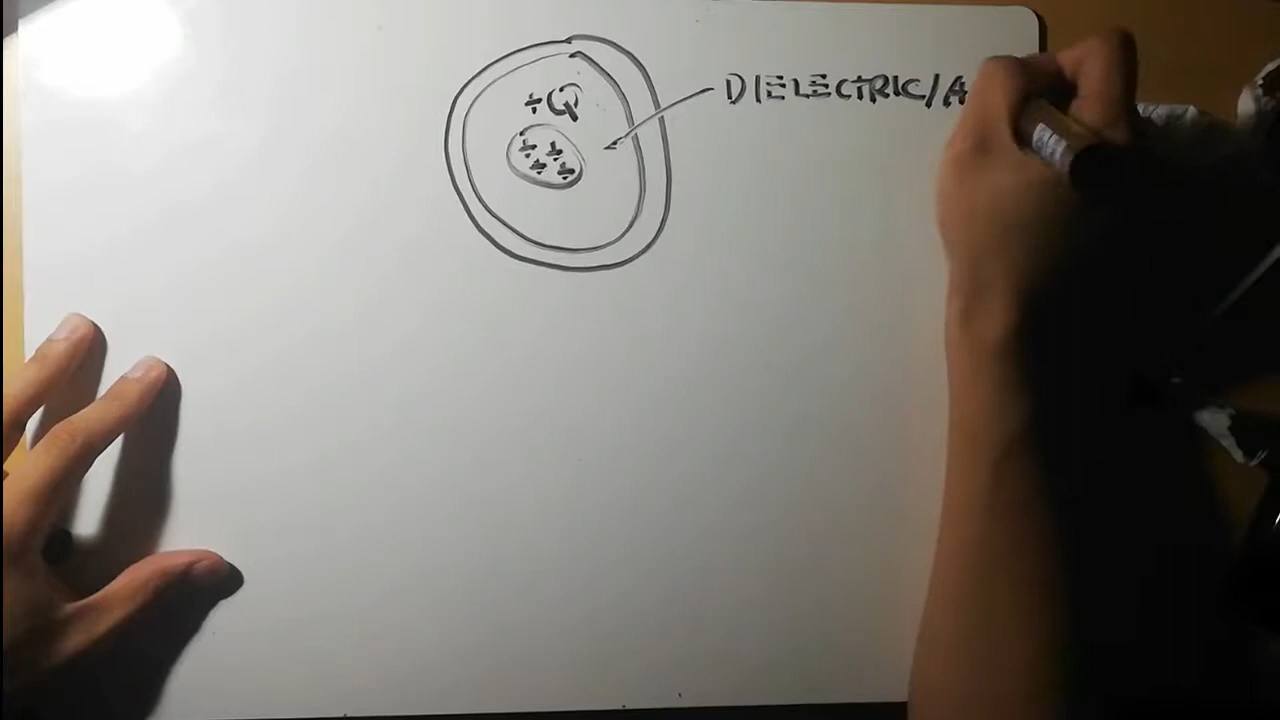 DIELECTRIC/A
+Q
+ +
+ +